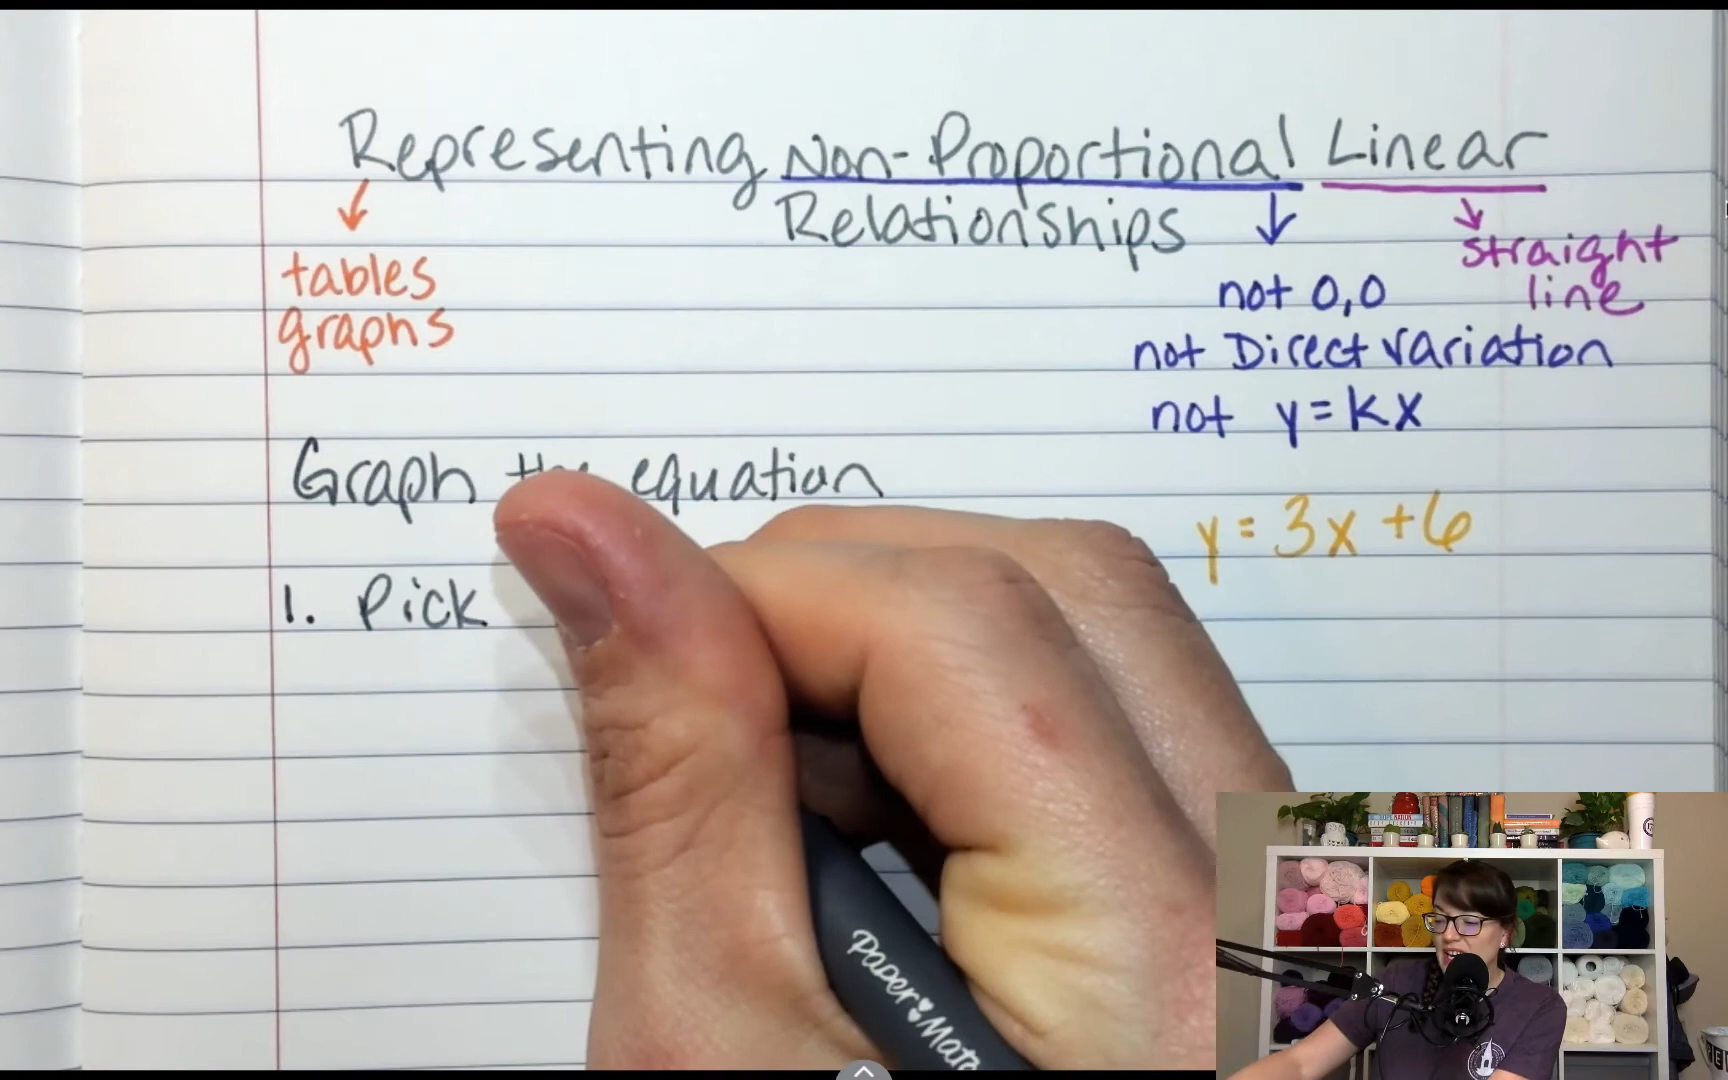 Representing Non-Proportional Linear
Relationships
tables
graphs
not 0,0
not Direct variation
not y=kx
straight
line
Graph the equation
y = 3x + 6
1. Pick
Paper Mate